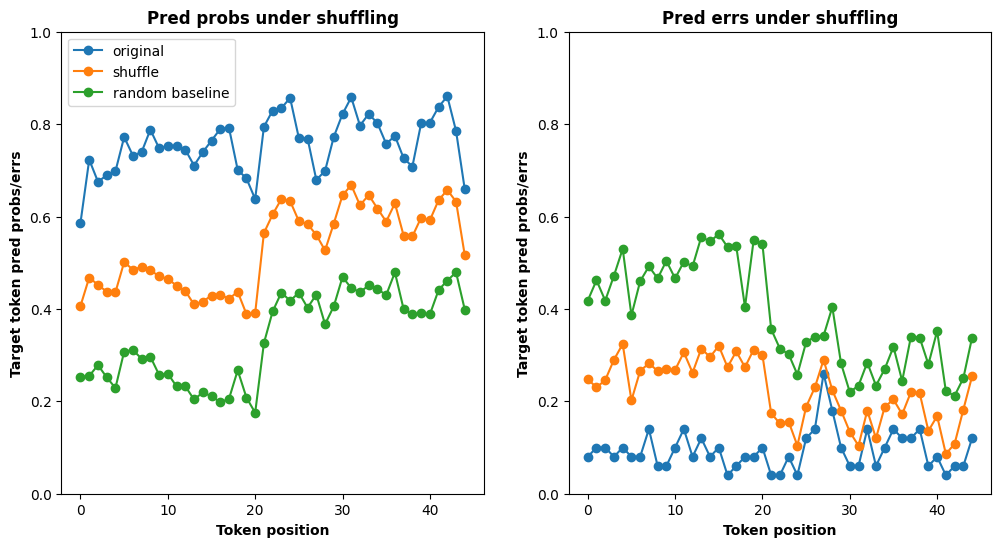 Pred probs under shuffling
original
shuffle
random baseline
Target token pred probs/errs
1.0
0.8
0.6
0.4
0.2
0.0
0
10
20
30
40
Token position
Pred errs under shuffling
Target token pred probs/errs
1.0
0.8
0.6
0.4
0.2
0.0
0
10
20
30
40
Token position